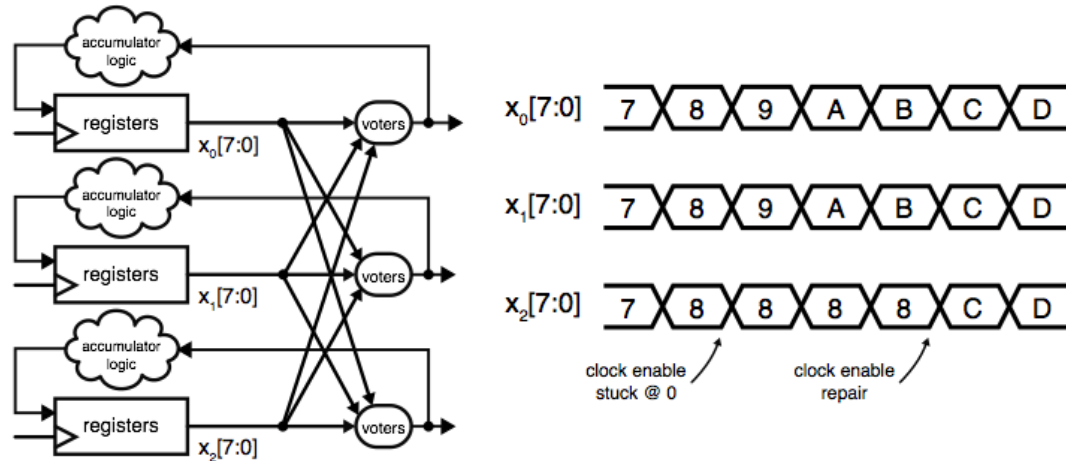 accumulator
logic
registers
x₀[7:0]
voters
accumulator
logic
registers
x₁[7:0]
voters
accumulator
logic
registers
x₂[7:0]
voters
x₀[7:0] 7 8 9 A B C D
x₁[7:0] 7 8 9 A B C D
x₂[7:0] 7 8 8 8 8 C D
clock enable
stuck @ 0
clock enable
repair